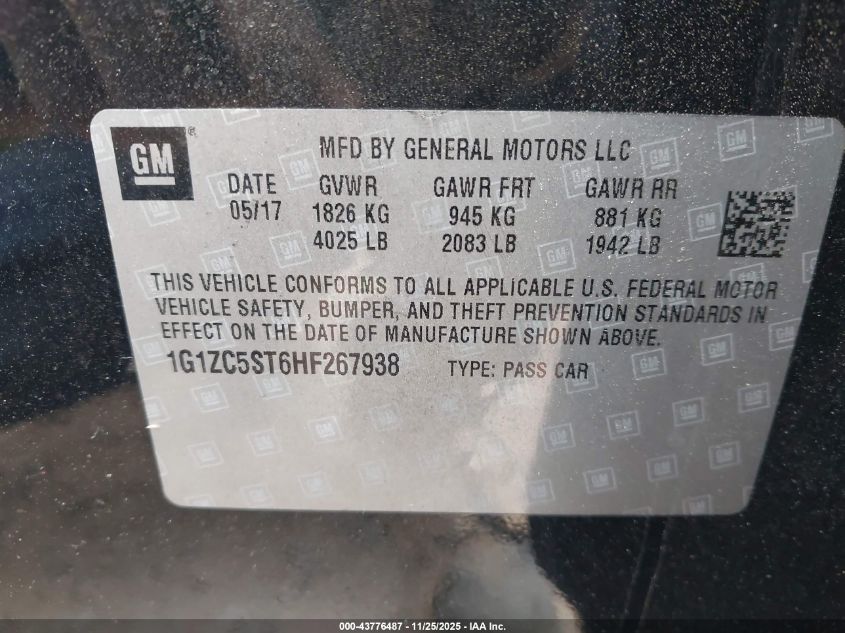 GM ® MFD BY GENERAL MOTORS LLC
DATE GVWR GAWR FRT GAWR RR
05/17 1826 KG 945 KG 881 KG
4025 LB 2083 LB 1942 LB
THIS VEHICLE CONFORMS TO ALL APPLICABLE U.S. FEDERAL MOTOR
VEHICLE SAFETY, BUMPER, AND THEFT PREVENTION STANDARDS IN
EFFECT ON THE DATE OF MANUFACTURE SHOWN ABOVE.
1G1ZC5ST6HF267938 TYPE: PASS CAR
000-43776487 - 11/25/2025 - IAA Inc.